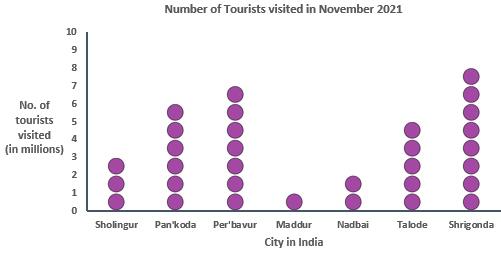 Number of Tourists visited in November 2021
10
9
8
7
6
5
4
3
2
1
0
No. of
tourists
visited
(in millions)
Sholingur Pan'koda Per'bavur Maddur Nadbai Talode Shrigonda
City in India